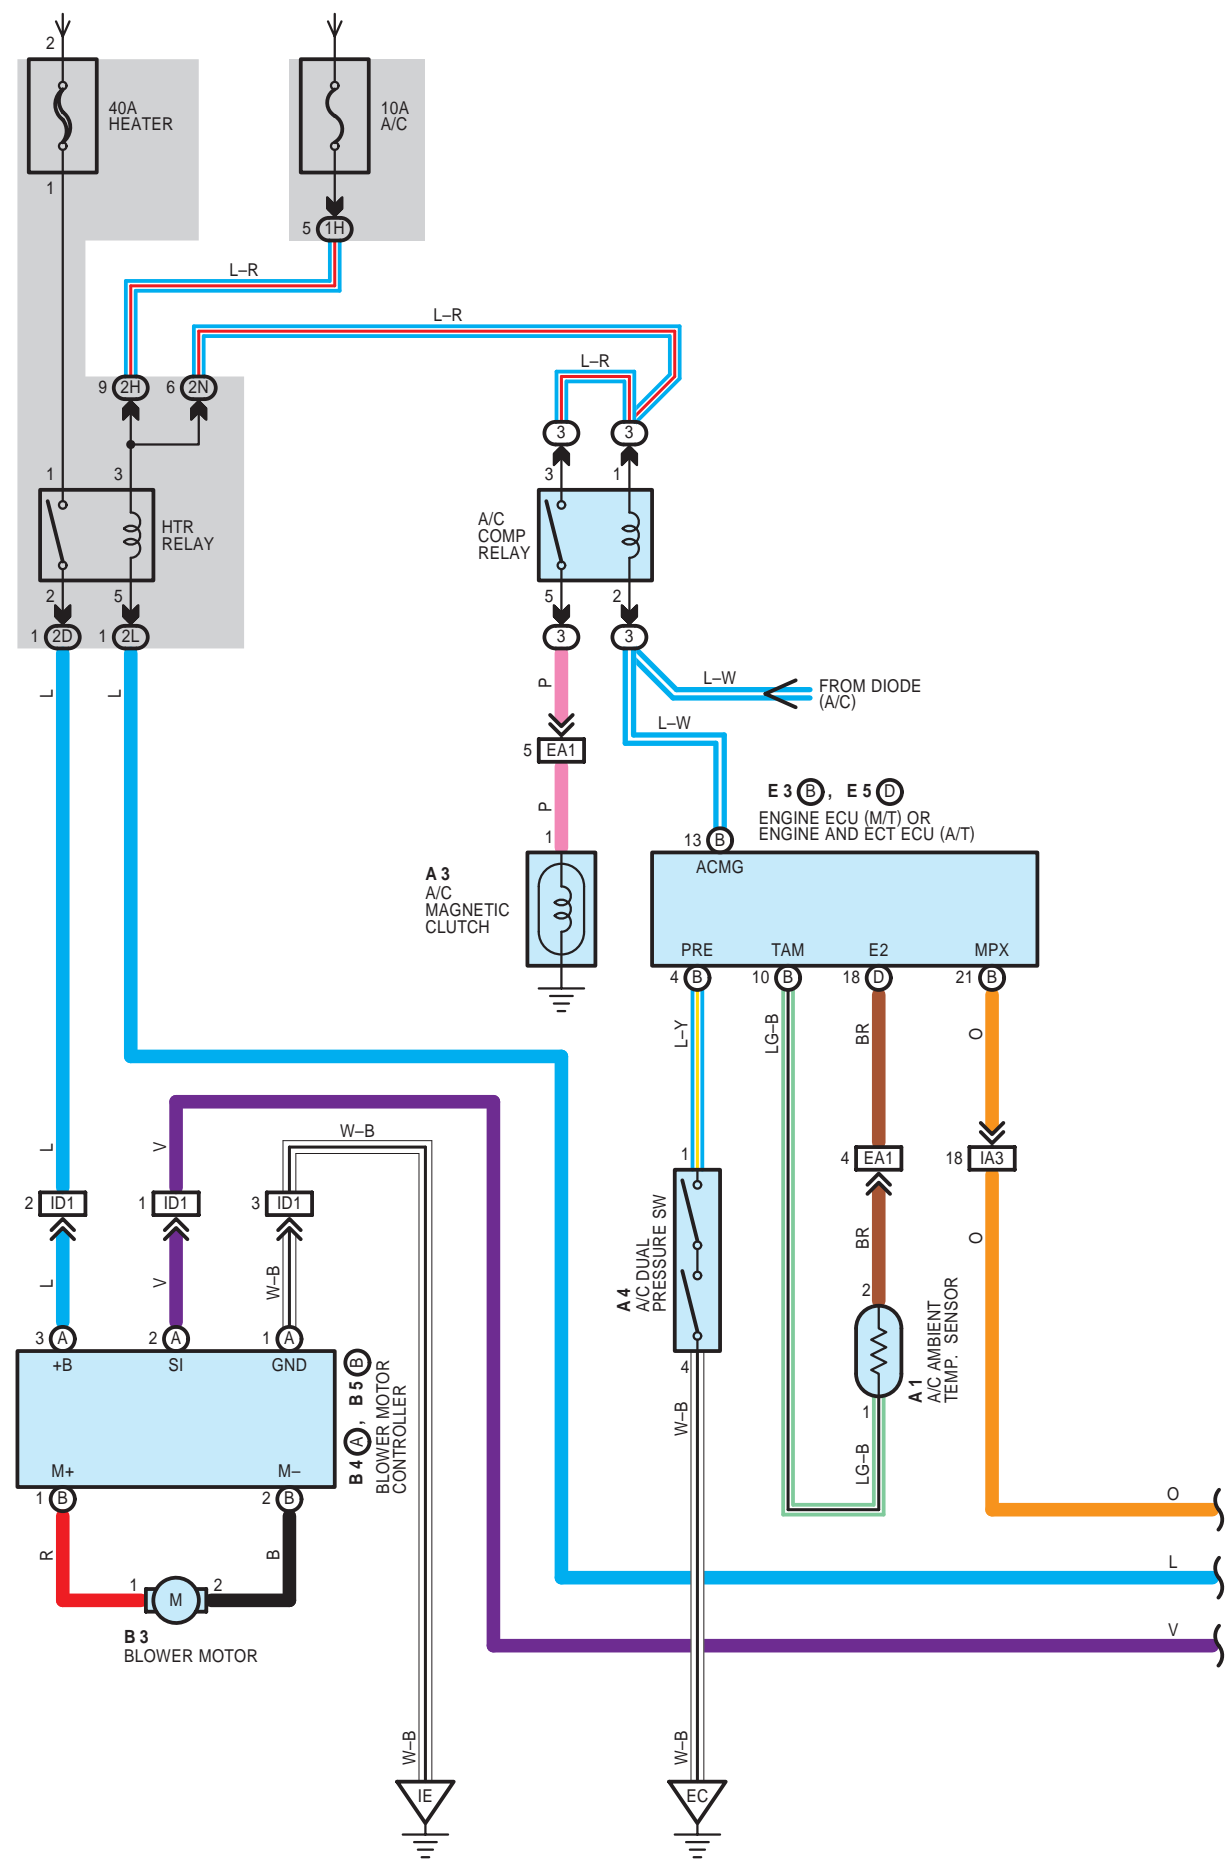 2
40A
HEATER
10A
A/C
1
5 1H
L–R
L–R
L–R
9 2H
6 2N
3
3
1
3
3
1
HTR
RELAY
A/C
COMP
RELAY
2
5
5
2
1 2D
1 2L
3
3
L
L
P
L–W
FROM DIODE
(A/C)
L–W
5 EA1
P
E 3 B , E 5 D
ENGINE ECU (M/T) OR
ENGINE AND ECT ECU (A/T)
1
13 B
ACMG
A 3
A/C
MAGNETIC
CLUTCH
PRE
TAM
E2
MPX
4 B
10 B
18 D
21 B
L–Y
LG–B
BR
O
W–B
L
V
1
4 EA1
18 IA3
2 ID1
1 ID1
3 ID1
L
V
W–B
BR
O
A 4
A/C DUAL
PRESSURE SW
2
A 1
A/C AMBIENT
TEMP. SENSOR
3 A
2 A
1 A
+B
SI
GND
B 4 A , B 5 B
BLOWER MOTOR
CONTROLLER
4
W–B
1
LG–B
M+
M–
1 B
2 B
O
R
B
L
1
M
2
B 3
BLOWER MOTOR
V
W–B
W–B
IE
EC